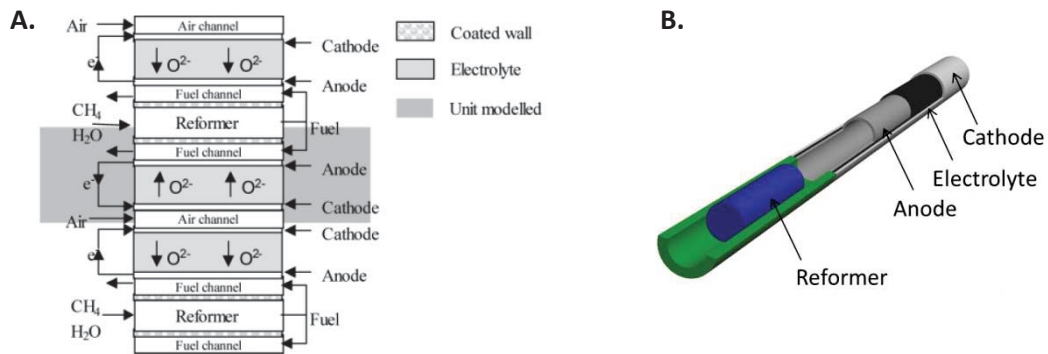 A.
Air
Air channel
Cathode
O²⁻ O²⁻
e⁻
Anode
Fuel channel
CH₄
Reformer
Fuel
H₂O
Fuel channel
Anode
e⁻
O²⁻ O²⁻
Cathode
Air
Air channel
Cathode
O²⁻ O²⁻
e
Anode
Fuel channel
CH₄
Reformer
Fuel
H₂O
Fuel channel
Coated wall
Electrolyte
Unit modelled
B.
Cathode
Electrolyte
Anode
Reformer